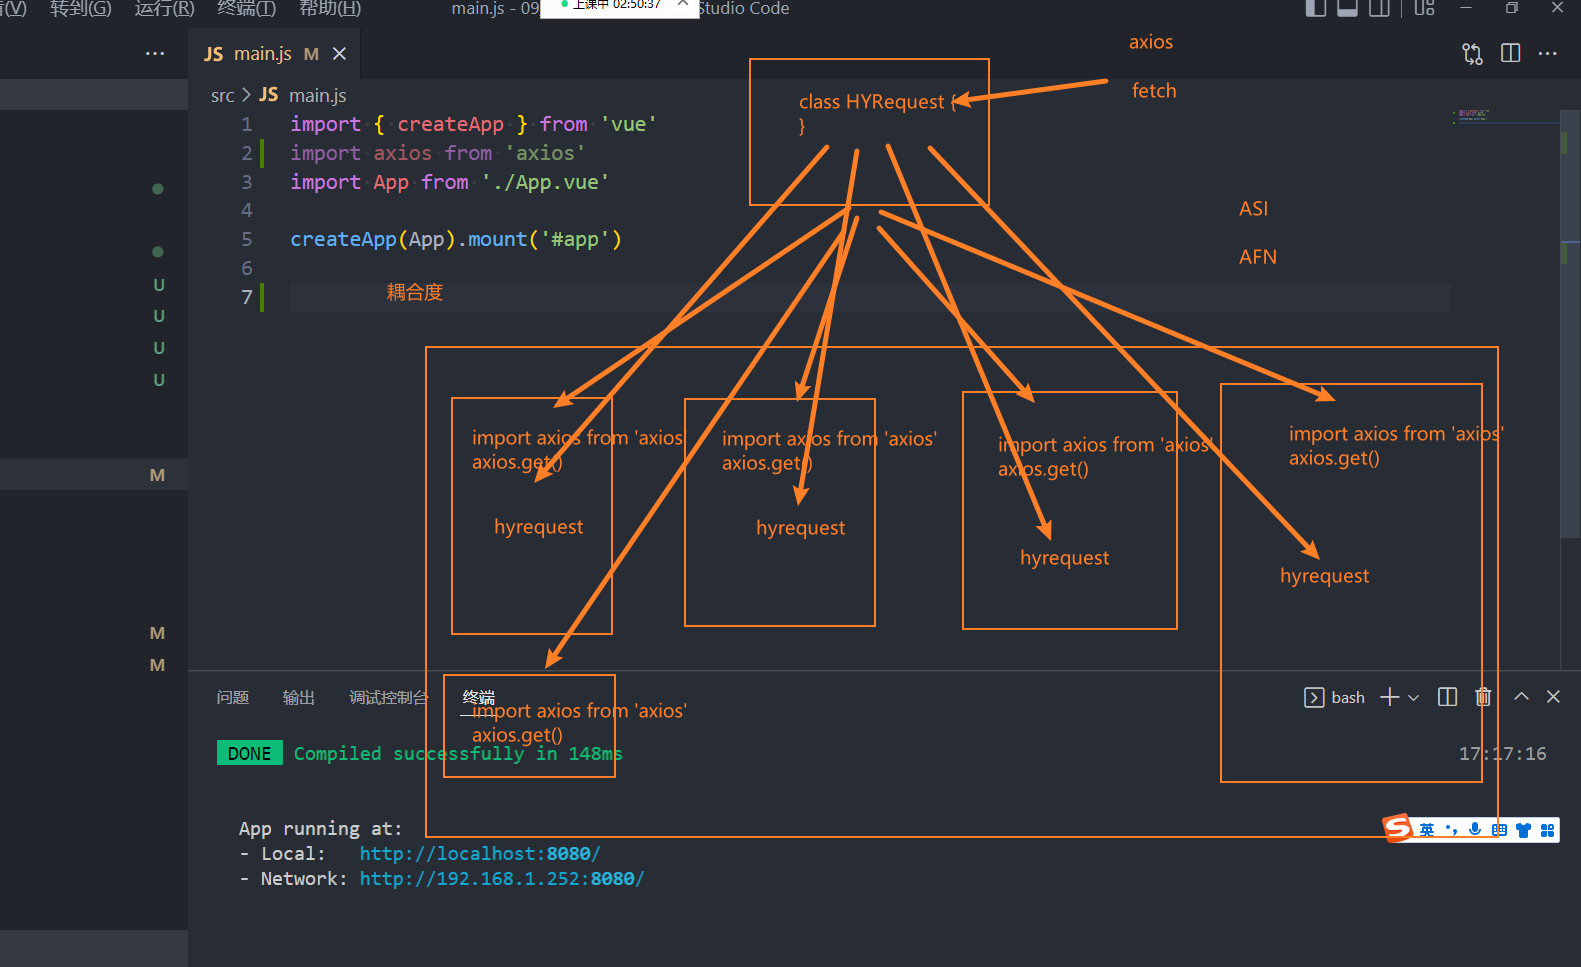 转到(G) 运行(R) 终端(T) 帮助(H)
main.js - 09
上课中 02:50:37
Studio Code
JS main.js M
src > JS main.js
1 import { createApp } from 'vue'
2 import axios from 'axios'
3 import App from './App.vue'
4
5 createApp(App).mount('#app')
6
7
U
U
U
U
M
M
M
耦合度
axios
fetch
class HYRequest {
}
ASI
AFN
import axios from 'axios'
axios.get()
hyrequest
import axios from 'axios'
axios.get()
hyrequest
import axios from 'axios'
axios.get()
hyrequest
import axios from 'axios'
axios.get()
hyrequest
问题 输出 调试控制台 终端
bash
import axios from 'axios'
axios.get()
DONE Compiled successfully in 148ms
17:17:16
App running at:
- Local: http://localhost:8080/
- Network: http://192.168.1.252:8080/
英